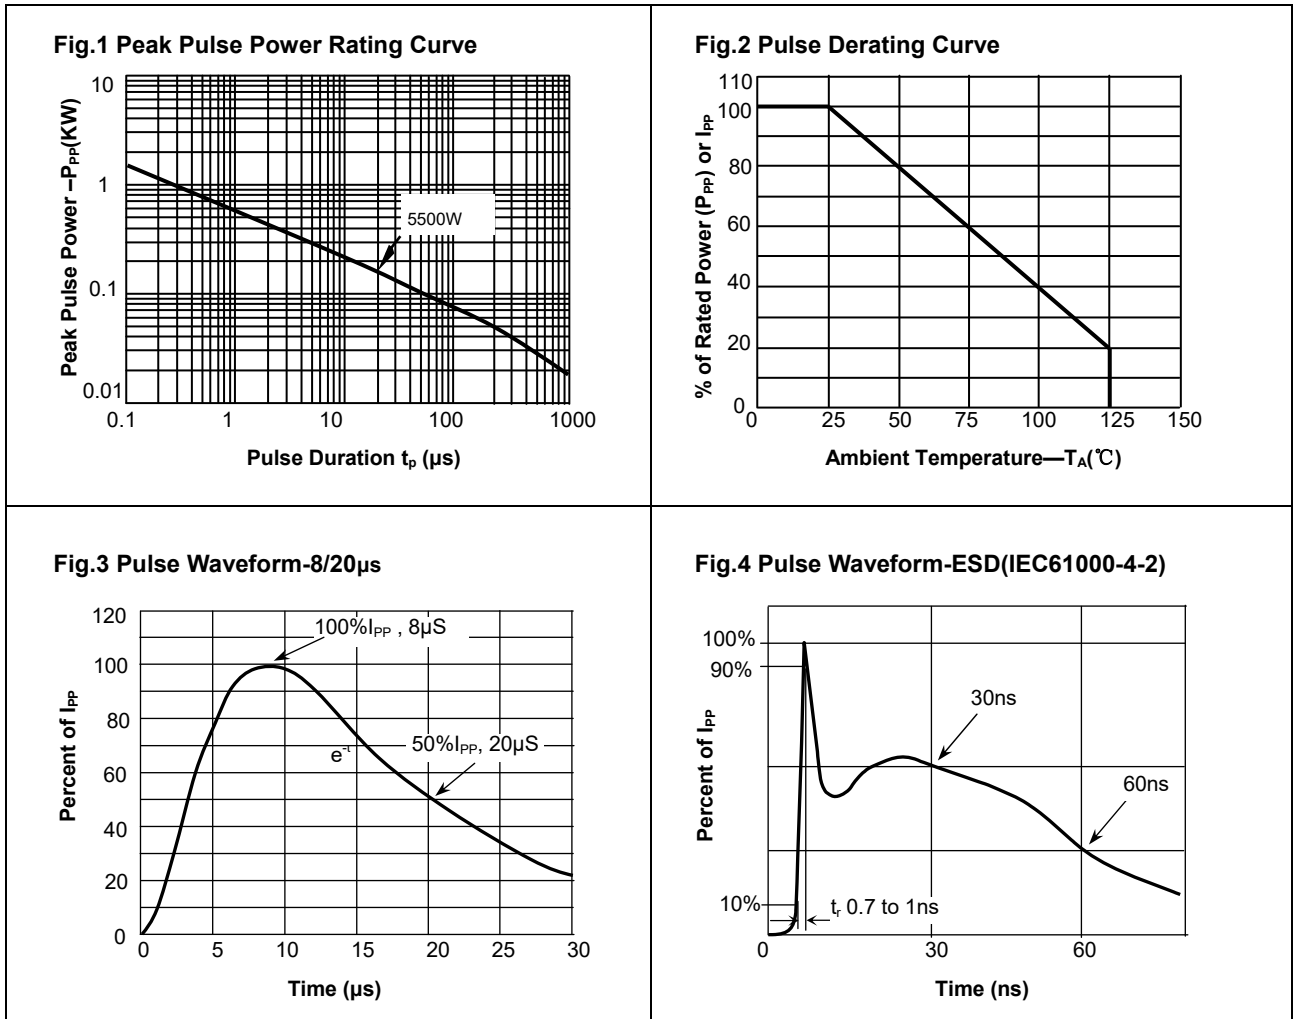 Fig.1 Peak Pulse Power Rating Curve
Peak Pulse Power –PPP(KW)
10
1
0.1
0.01
5500W
0.1 1 10 100 1000
Pulse Duration tp (μs)
Fig.2 Pulse Derating Curve
% of Rated Power (PPP) or IPP
110
100
80
60
40
20
0
25 50 75 100 125 150
Ambient Temperature—TA(℃)
Fig.3 Pulse Waveform-8/20μs
Percent of IPP
120
100
80
60
40
20
0
100%IPP , 8μS
e-t
50%IPP, 20μS
0 5 10 15 20 25 30
Time (μs)
Fig.4 Pulse Waveform-ESD(IEC61000-4-2)
Percent of IPP
100%
90%
10%
30ns
60ns
tr 0.7 to 1ns
0 30 60
Time (ns)